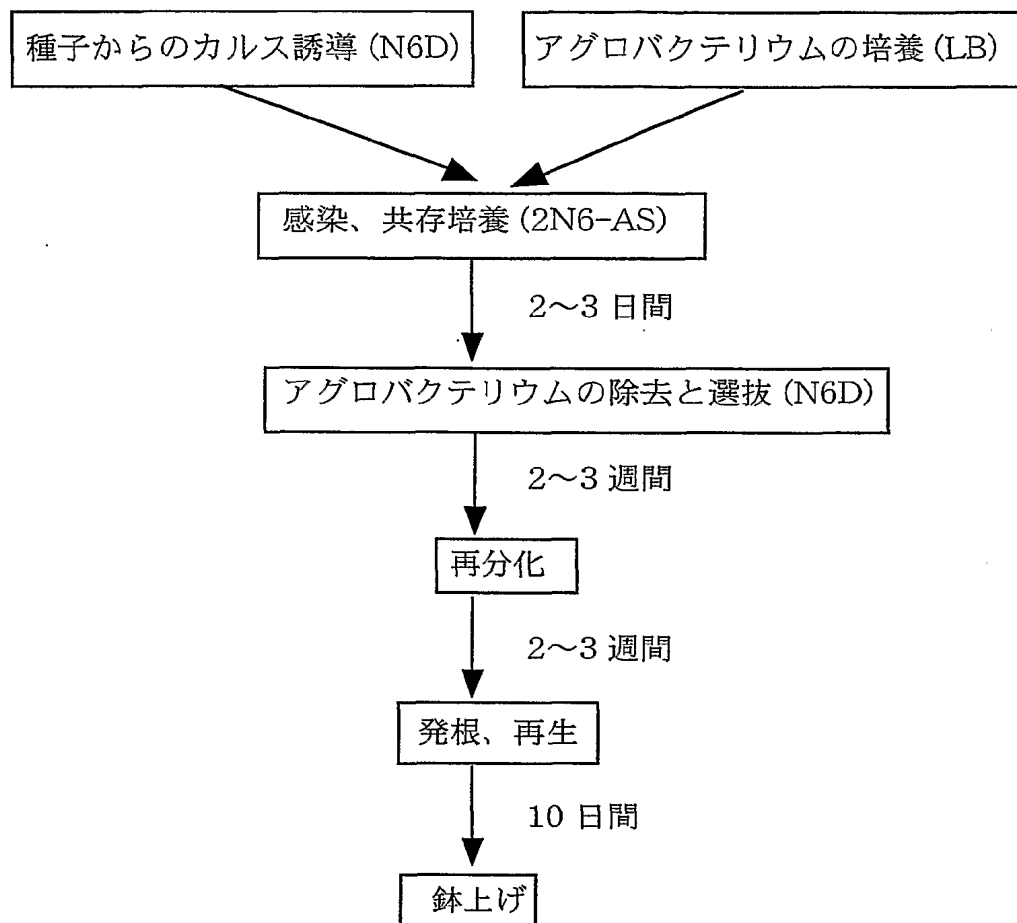 種子からのカルス誘導 (N6D)
アグロバクテリウムの培養 (LB)
感染、共存培養 (2N6-AS)
2〜3 日間
アグロバクテリウムの除去と選抜 (N6D)
2〜3 週間
再分化
2〜3 週間
発根、再生
10 日間
鉢上げ